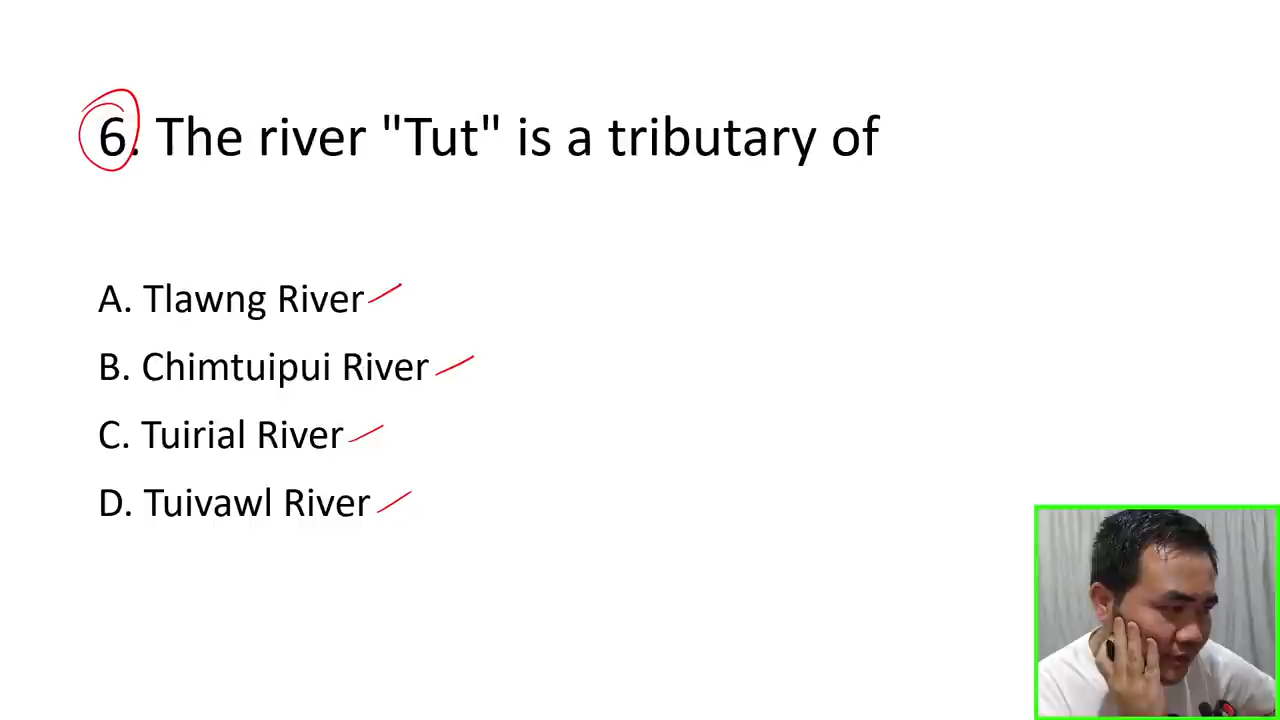 6. The river "Tut" is a tributary of
A. Tlawng River
B. Chimtuipui River
C. Tuirial River
D. Tuivawl River